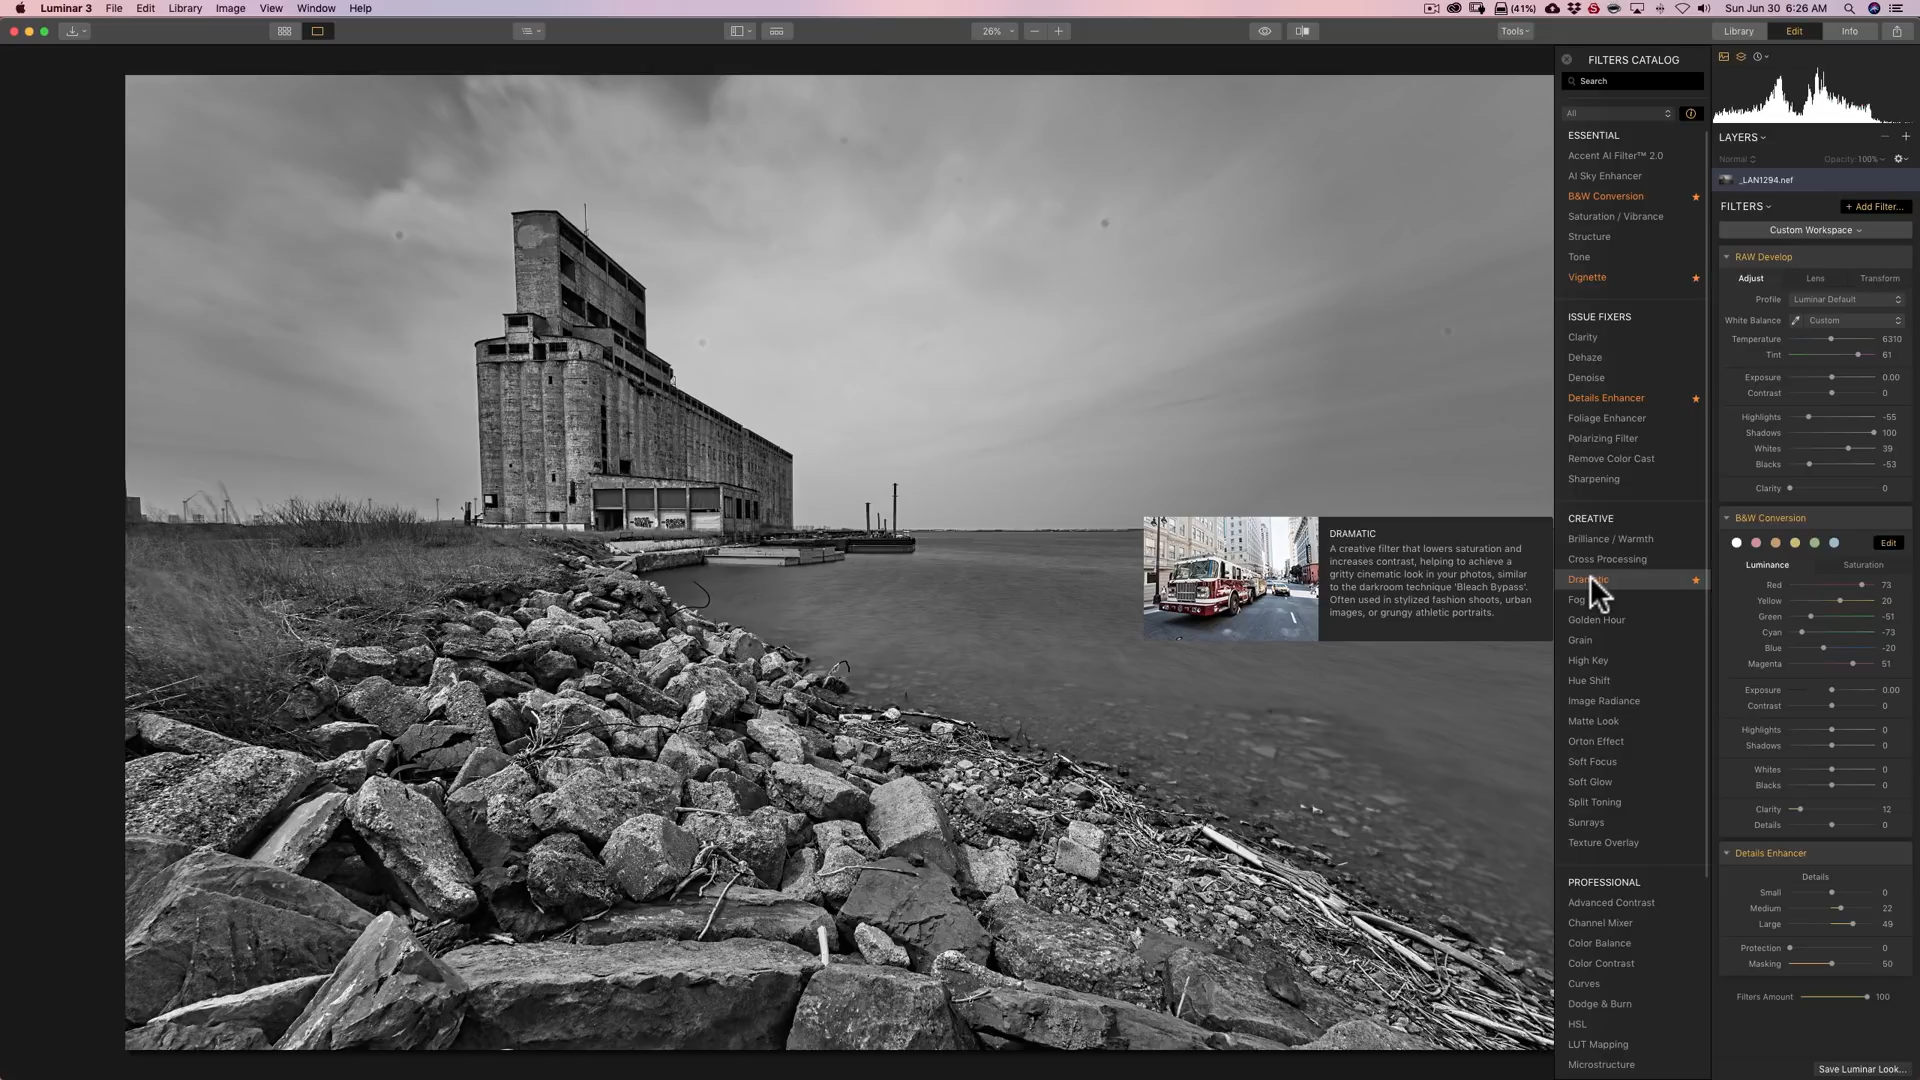 Luminar 3 File Edit Library Image View Window Help
(41%) Sun Jun 30 6:26 AM
26% Tools Library Edit Info
FILTERS CATALOG
Search
All
ESSENTIAL
Accent AI Filter™ 2.0
AI Sky Enhancer
B&W Conversion
Saturation / Vibrance
Structure
Tone
Vignette
ISSUE FIXERS
Clarity
Dehaze
Denoise
Details Enhancer
Foliage Enhancer
Polarizing Filter
Remove Color Cast
Sharpening
CREATIVE
Brilliance / Warmth
Cross Processing
Golden Hour
Grain
High Key
Hue Shift
Image Radiance
Matte Look
Orton Effect
Soft Focus
Soft Glow
Split Toning
Sunrays
Texture Overlay
PROFESSIONAL
Advanced Contrast
Channel Mixer
Color Balance
Color Contrast
Curves
Dodge & Burn
HSL
LUT Mapping
Microstructure
DRAMATIC
A creative filter that lowers saturation and
increases contrast, helping to achieve a
gritty cinematic look in your photos, similar
to the darkroom technique 'Bleach Bypass'.
Often used in stylized fashion shoots, urban
images, or grungy athletic portraits.
LAYERS
Normal Opacity: 100%
_LAN1294.nef
FILTERS + Add Filter...
Custom Workspace
RAW Develop
Adjust Lens Transform
Profile Luminar Default
White Balance Custom
Temperature 6310
Tint 61
Exposure 0.00
Contrast 0
Highlights -55
Shadows 100
Whites 39
Blacks -53
Clarity 0
B&W Conversion
Edit
Luminance Saturation
Red 73
Yellow 20
Green -51
Cyan -73
Blue -20
Magenta 51
Exposure 0.00
Contrast 0
Highlights 0
Shadows 0
Whites 0
Blacks 0
Clarity 12
Details 0
Details Enhancer
Details
Small 0
Medium 22
Large 49
Protection 0
Masking 50
Filters Amount 100
Save Luminar Look...